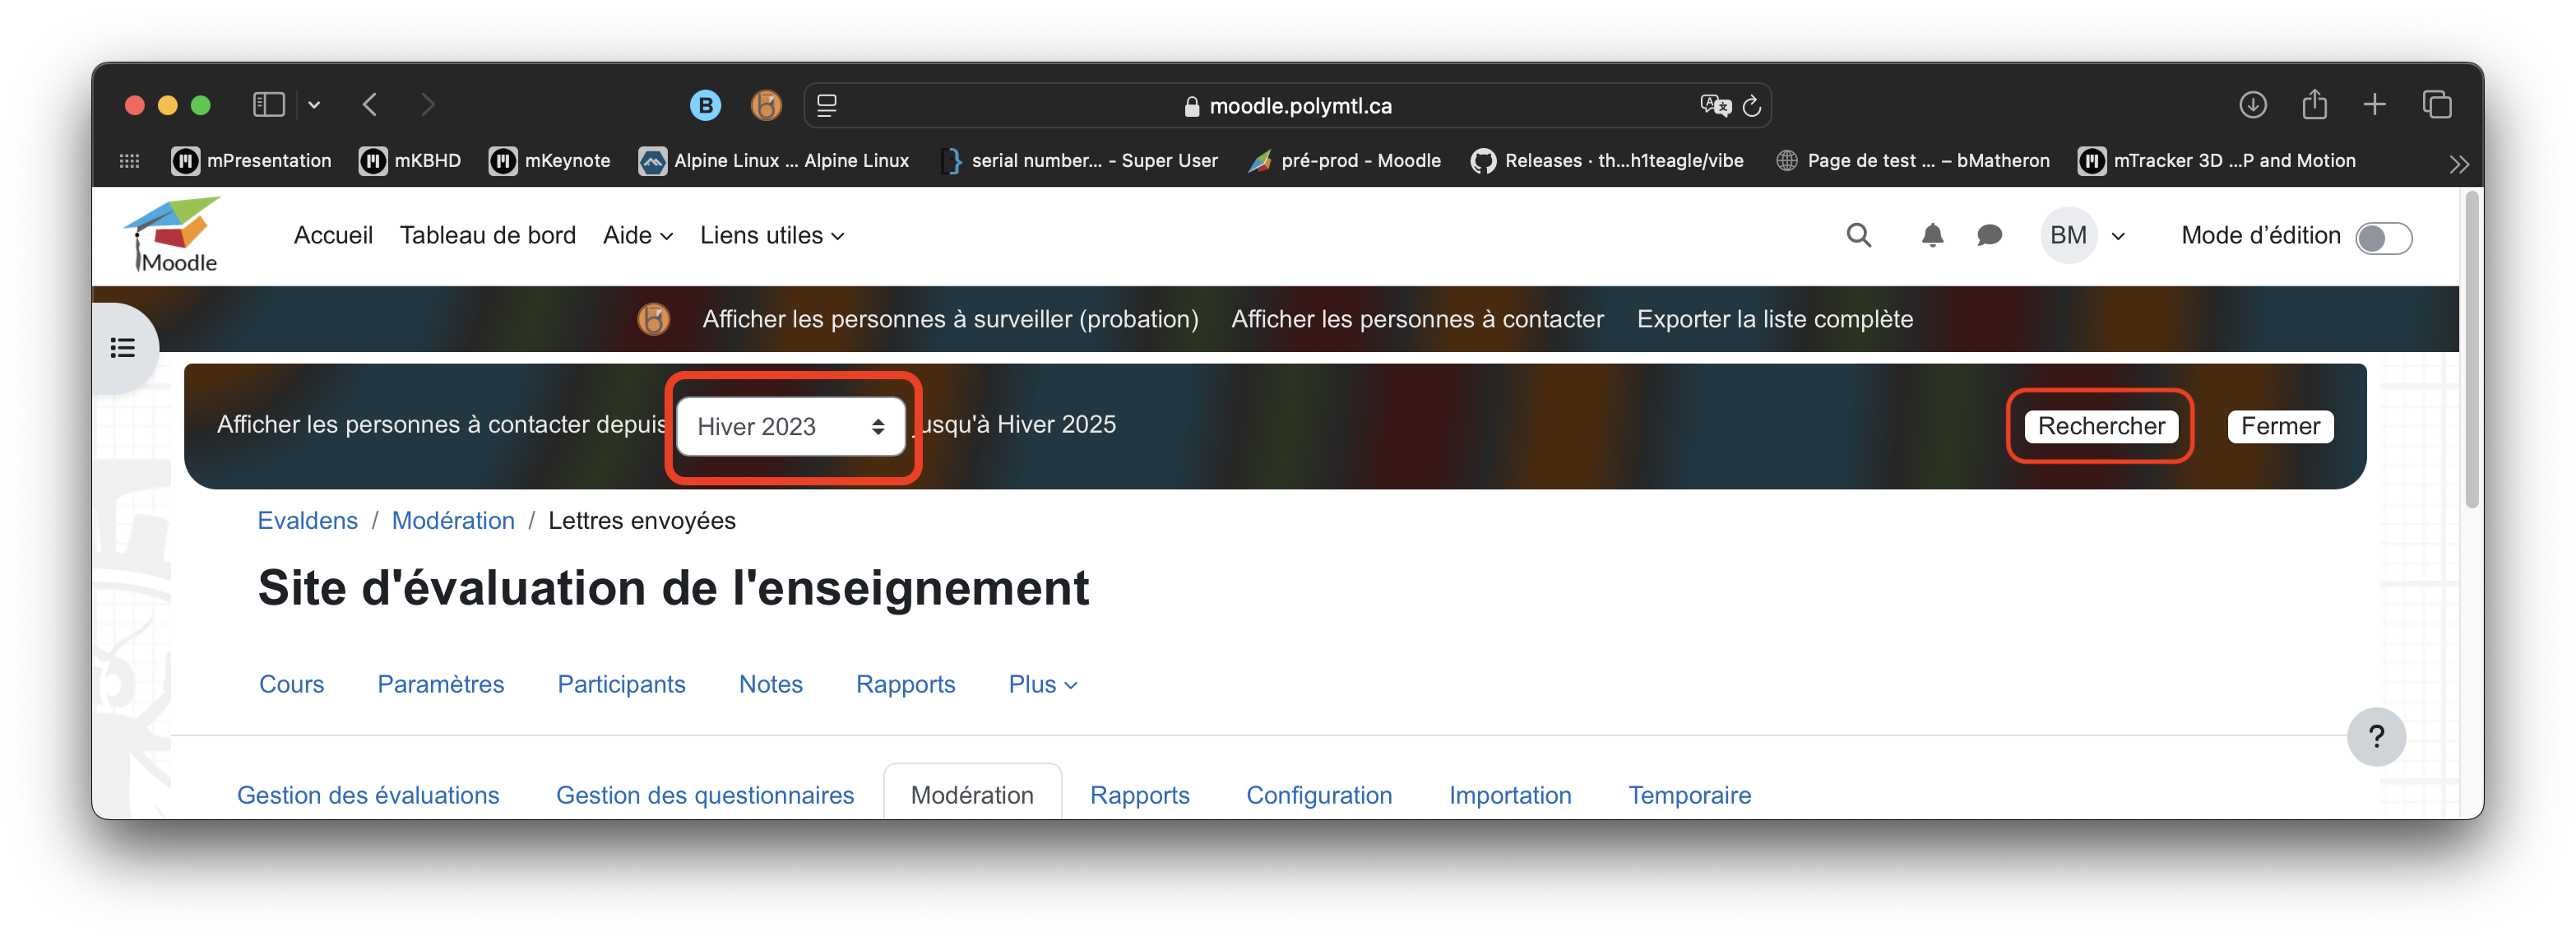 B moodle.polymtl.ca
mPresentation mKBHD mKeynote Alpine Linux ... Alpine Linux serial number... - Super User pré-prod - Moodle Releases · th...h1teagle/vibe Page de test ... – bMatheron mTracker 3D ...P and Motion
Moodle Accueil Tableau de bord Aide Liens utiles BM Mode d’édition
Afficher les personnes à surveiller (probation) Afficher les personnes à contacter Exporter la liste complète
Afficher les personnes à contacter depuis Hiver 2023 jusqu'à Hiver 2025 Rechercher Fermer
Evaldens / Modération / Lettres envoyées
Site d'évaluation de l'enseignement
Cours Paramètres Participants Notes Rapports Plus
?
Gestion des évaluations Gestion des questionnaires Modération Rapports Configuration Importation Temporaire